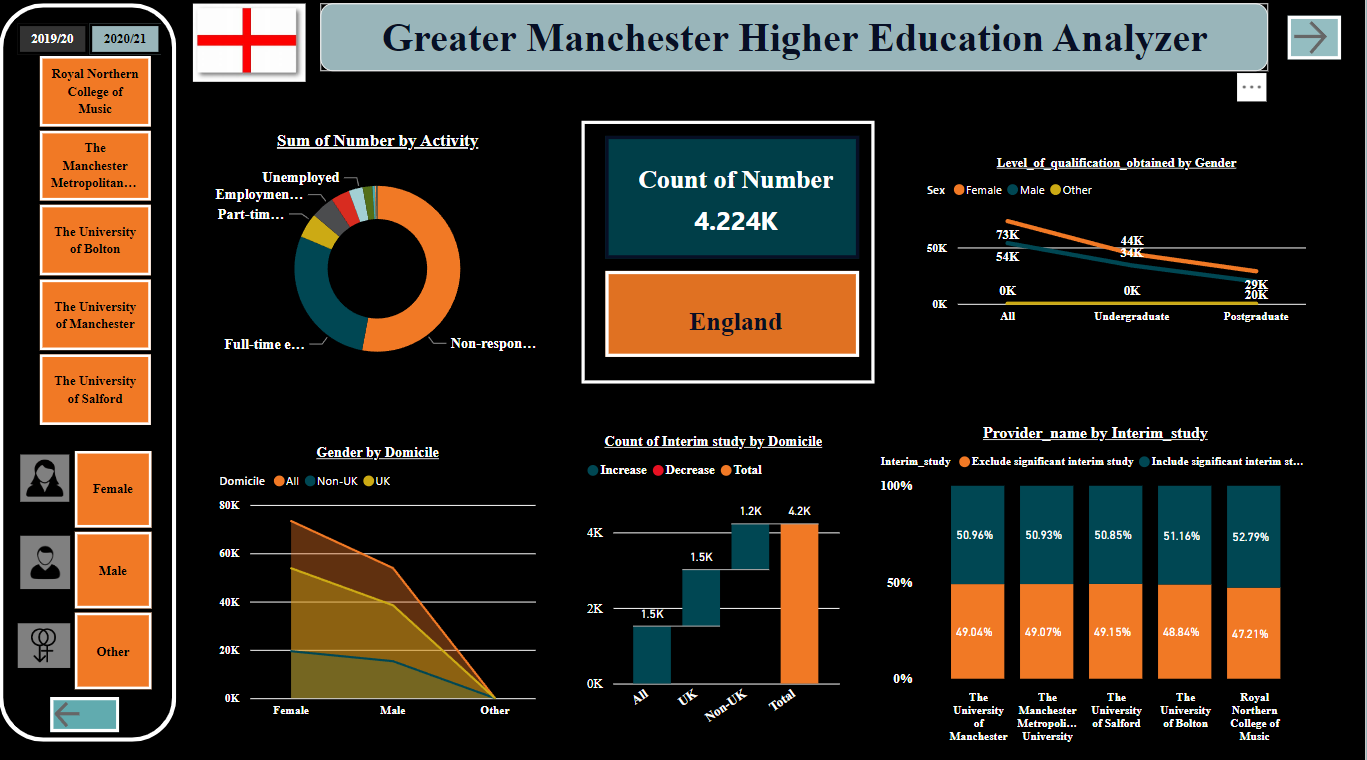 2019/20
2020/21
Greater Manchester Higher Education Analyzer
...
Royal Northern
College of
Music
The
Manchester
Metropolitan...
The University
of Bolton
The University
of Manchester
The University
of Salford
Female
Male
Other
Sum of Number by Activity
Unemployed
Employmen...
Part-tim...
Full-time e...
Non-respon...
Count of Number
4.224K
England
Level_of_qualification_obtained by Gender
Sex Female Male Other
50K
0K
73K
54K
0K
44K
34K
0K
29K
20K
All Undergraduate Postgraduate
Gender by Domicile
Domicile All Non-UK UK
80K
60K
40K
20K
0K
Female Male Other
Count of Interim study by Domicile
Increase Decrease Total
4K
2K
0K
1.5K
1.5K
1.2K
4.2K
All
UK
Non-UK
Total
Provider_name by Interim_study
Interim_study Exclude significant interim study Include significant interim st...
100%
50%
0%
50.96% 50.93% 50.85% 51.16% 52.79%
49.04% 49.07% 49.15% 48.84% 47.21%
The
University
of
Manchester
The
Manchester
Metropoli...
University
The
University
of Salford
The
University
of Bolton
Royal
Northern
College of
Music